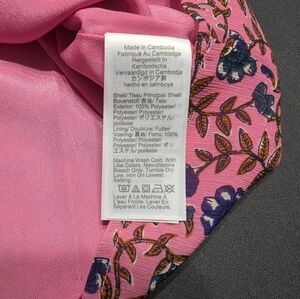 Made In Cambodia
Fabriqué Au Cambodge
Hergestellt In
Kambodscha
Vervaardigd In Cambodja
カンボジア製
hecho en camboya
Shell/ Tissu Principal/ Shell/
Bovenstof/ 表地/ Tela
Exterior: 100% Polyester/
Polyester/ Polyester/
Polyester/ ポリエステル/
poliéster
Lining/ Doublure/ Futter/
Voering/ 裏地/ Forro: 100%
Polyester/ Polyester/
Polyester/ Polyester/ ポリ
エステル/ poliéster
Machine Wash Cold, With
Like Colors. Non-chlorine
Bleach Only. Tumble Dry
Low. Iron On Lowest
Laver À La Machine À
L'eau Froide. Laver En
Séparant Les Couleurs.